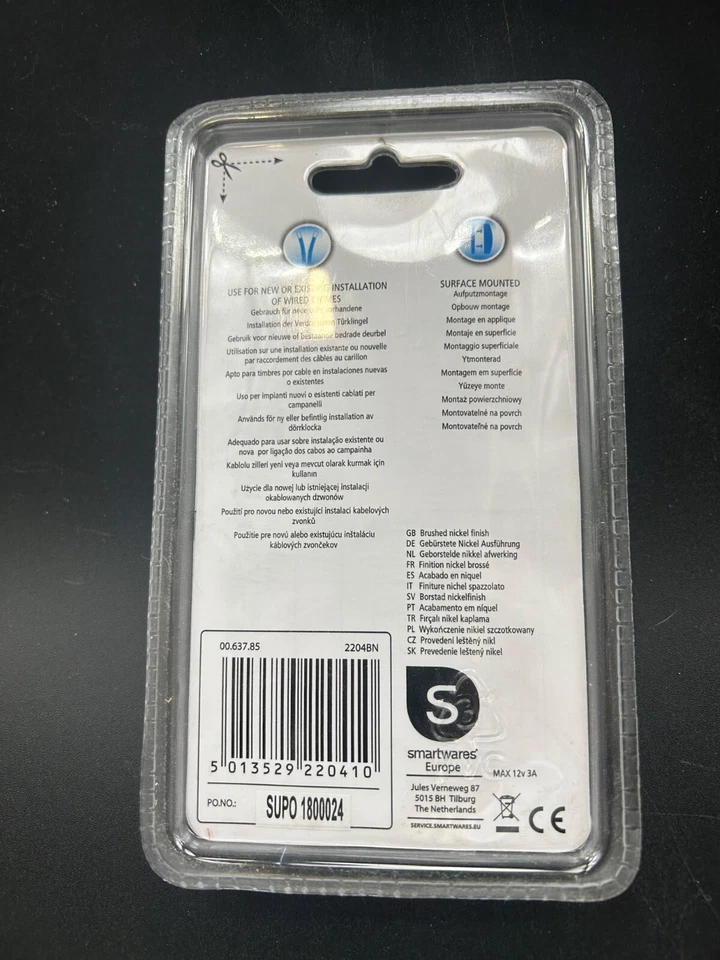 USE FOR NEW OR EXISTING INSTALLATION
OF WIRED CHIMES
Gebrauch für neue oder vorhandene
Installation der Verdrahteten Türklingel
Gebruik voor nieuwe of bestaande bedrade deurbel
Utilisation sur une installation existante ou nouvelle
par raccordement des câbles au carillon
Apto para timbres por cable en instalaciones nuevas
o existentes
Uso per impianti nuovi o esistenti cablati per
campanelli
Används för ny eller befintlig installation av
dörrklocka
Adequado para usar sobre instalação existente ou
nova por ligação dos cabos ao campainha
Kablolu zilleri yeni veya mevcut olarak kurmak için
kullanın
Użycie dla nowej lub istniejącej instalacji
okablowanych dzwonów
Použití pro novou nebo existující instalaci kabelových
zvonků
Použitie pre novú alebo existujúcu inštaláciu
káblových zvončekov
SURFACE MOUNTED
Aufputzmontage
Opbouw montage
Montage en applique
Montaje en superficie
Montaggio superficiale
Ytmonterad
Montagem em superfície
Yüzeye monte
Montaż powierzchniowy
Montovatelné na povrch
Montovateľné na povrch
GB Brushed nickel finish
DE Gebürstete Nickel Ausführung
NL Geborstelde nikkel afwerking
FR Finition nickel brossé
ES Acabado en niquel
IT Finiture nichel spazzolato
SV Borstad nickelfinish
PT Acabamento em níquel
TR Fırçalı nikel kaplama
PL Wykończenie nikiel szczotkowany
CZ Provedení leštěný nikl
SK Prevedenie leštený nikel
00.637.85 2204BN
5 013529 220410
PO.NO.: SUPO 1800024
S
smartwares®
Europe
MAX 12v 3A
Jules Verneweg 87
5015 BH Tilburg
The Netherlands
SERVICE.SMARTWARES.EU
CE